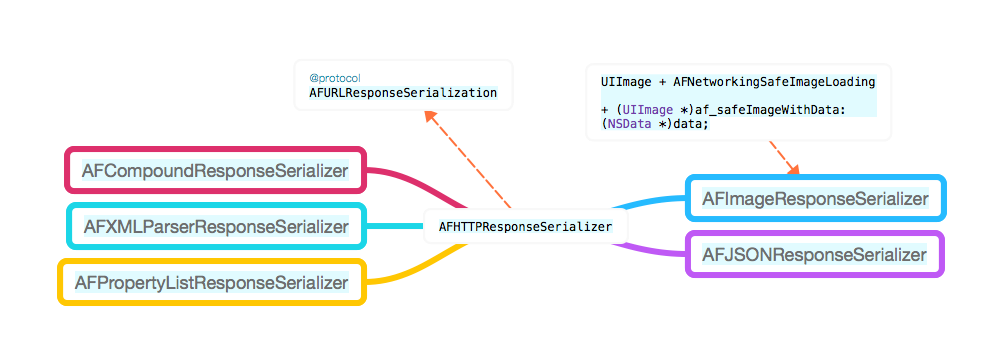 @protocol
AFURLResponseSerialization
UIImage + AFNetworkingSafeImageLoading
+ (UIImage *)af_safeImageWithData:
(NSData *)data;
AFCompoundResponseSerializer
AFXMLParserResponseSerializer
AFPropertyListResponseSerializer
AFHTTPResponseSerializer
AFImageResponseSerializer
AFJSONResponseSerializer